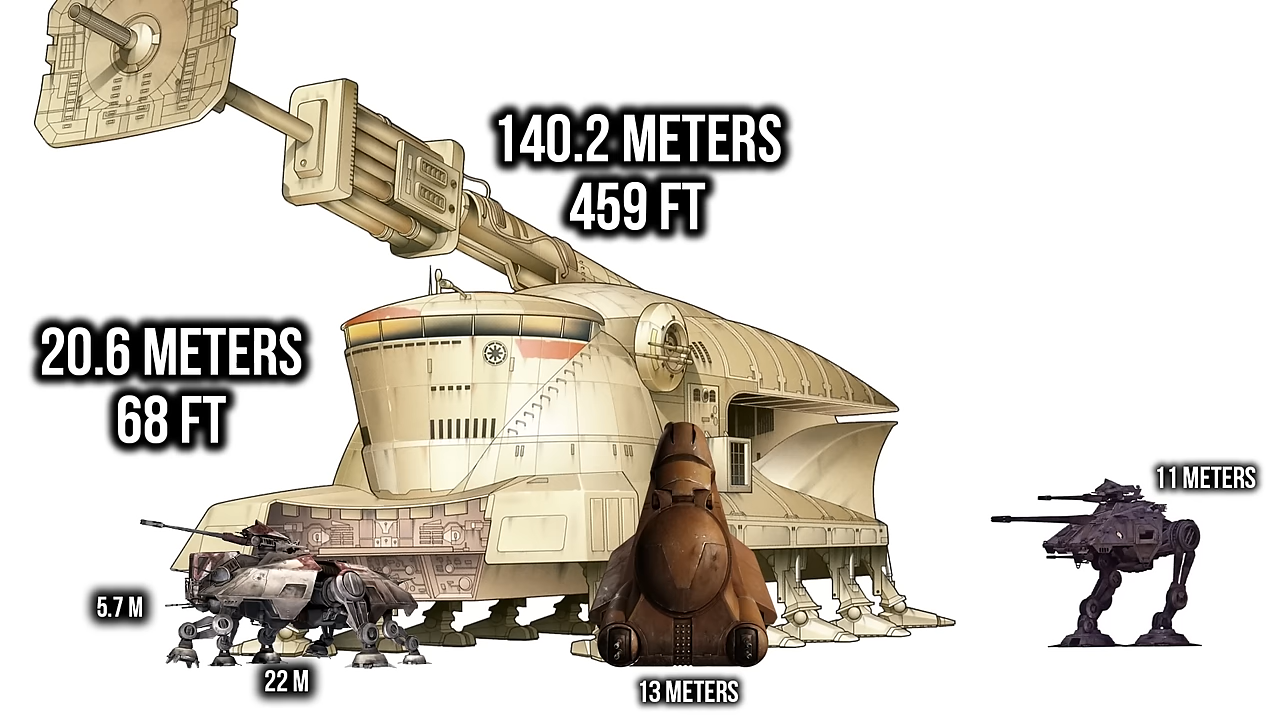 140.2 METERS
459 FT
20.6 METERS
68 FT
11 METERS
5.7 M
22 M
13 METERS